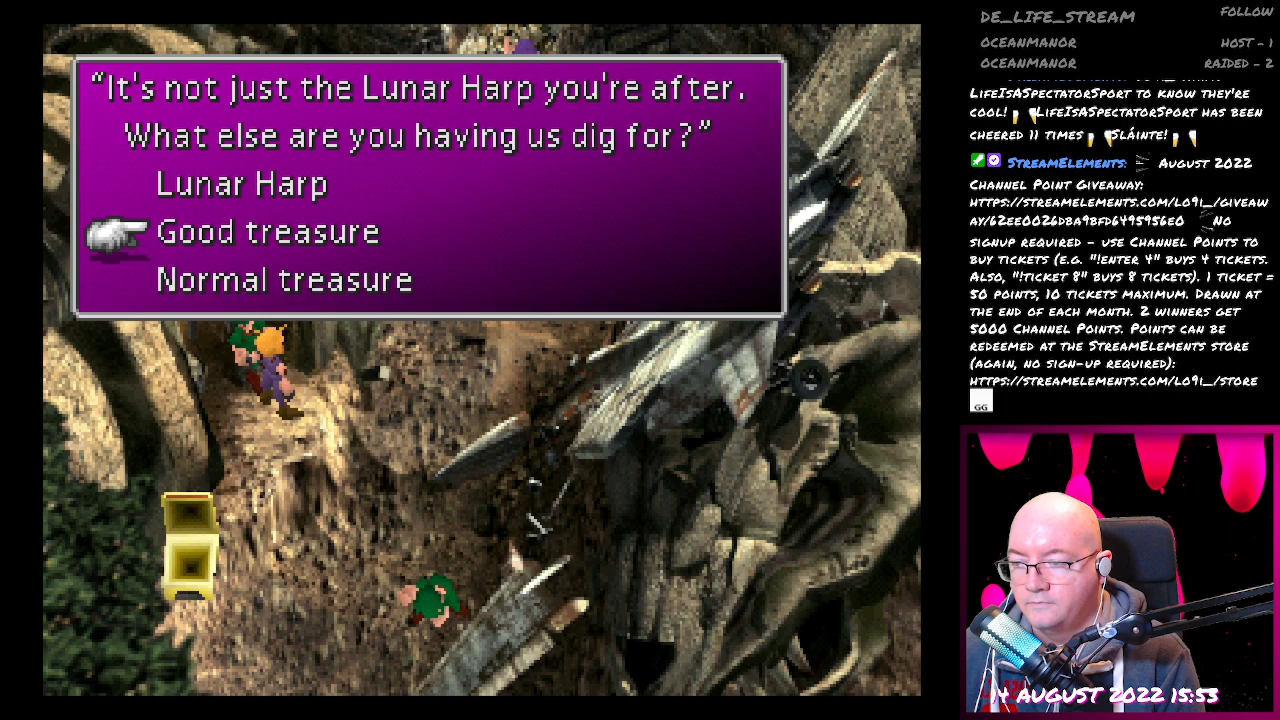 “It's not just the Lunar Harp you're after.
What else are you having us dig for?”
Lunar Harp
Good treasure
Normal treasure
DE_LIFE_STREAM
FOLLOW
OCEANMANOR
HOST - 1
OCEANMANOR
RAIDED - 2
LIFEISASPECTATORSPORT TO KNOW THEY'RE
COOL! LIFEISASPECTATORSPORT HAS BEEN
CHEERED 11 TIMES SLÁINTE!
STREAMELEMENTS: AUGUST 2022
CHANNEL POINT GIVEAWAY:
HTTPS://STREAMELEMENTS.COM/LO91_/GIVEAW
AY/62EE0026DBA9BFD6495956E0 NO
SIGNUP REQUIRED - USE CHANNEL POINTS TO
BUY TICKETS (E.G. "!ENTER 4" BUYS 4 TICKETS.
ALSO, "!TICKET 8" BUYS 8 TICKETS). 1 TICKET =
50 POINTS, 10 TICKETS MAXIMUM. DRAWN AT
THE END OF EACH MONTH. 2 WINNERS GET
5000 CHANNEL POINTS. POINTS CAN BE
REDEEMED AT THE STREAMELEMENTS STORE
(AGAIN, NO SIGN-UP REQUIRED):
HTTPS://STREAMELEMENTS.COM/LO91_/STORE
GG
14 AUGUST 2022 15:53